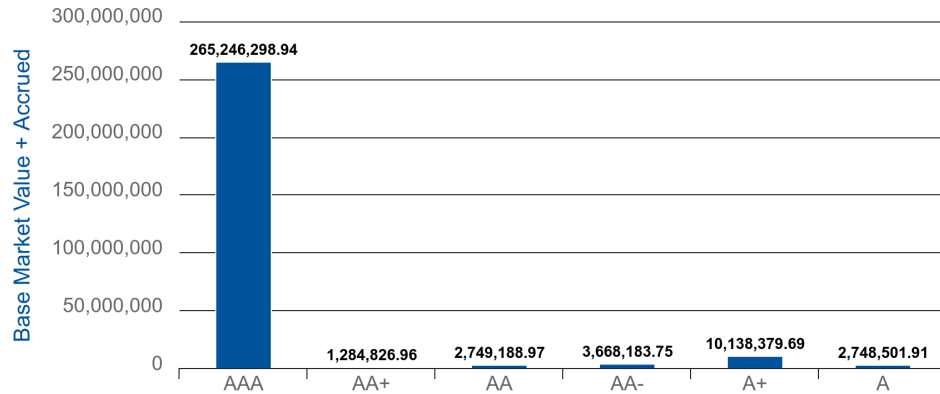 Base Market Value + Accrued
300,000,000
250,000,000
200,000,000
150,000,000
100,000,000
50,000,000
0
265,246,298.94
1,284,826.96
2,749,188.97
3,668,183.75
10,138,379.69
2,748,501.91
AAA
AA+
AA
AA-
A+
A